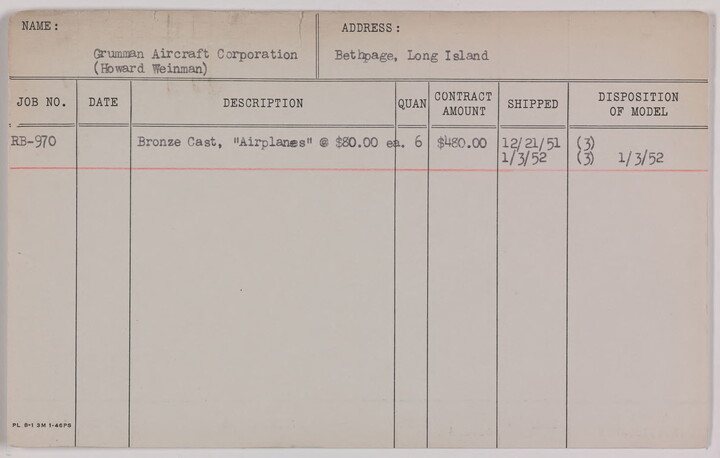 NAME:
Grumman Aircraft Corporation
(Howard Weinman)
ADDRESS:
Bethpage, Long Island
JOB NO. DATE DESCRIPTION QUAN CONTRACT AMOUNT SHIPPED DISPOSITION OF MODEL
RB-970 Bronze Cast, "Airplanes" @ $80.00 ea. 6 $480.00 12/21/51 (3)
1/3/52 (3) 1/3/52
PL 8-1 3M 1-46PS